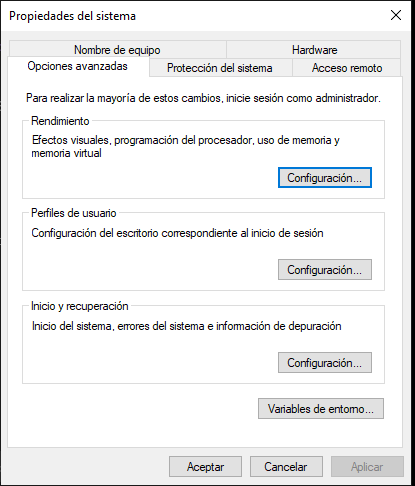 Propiedades del sistema
Nombre de equipo
Hardware
Opciones avanzadas
Protección del sistema
Acceso remoto
Para realizar la mayoría de estos cambios, inicie sesión como administrador.
Rendimiento
Efectos visuales, programación del procesador, uso de memoria y
memoria virtual
Configuración...
Perfiles de usuario
Configuración del escritorio correspondiente al inicio de sesión
Configuración...
Inicio y recuperación
Inicio del sistema, errores del sistema e información de depuración
Configuración...
Variables de entorno...
Aceptar
Cancelar
Aplicar